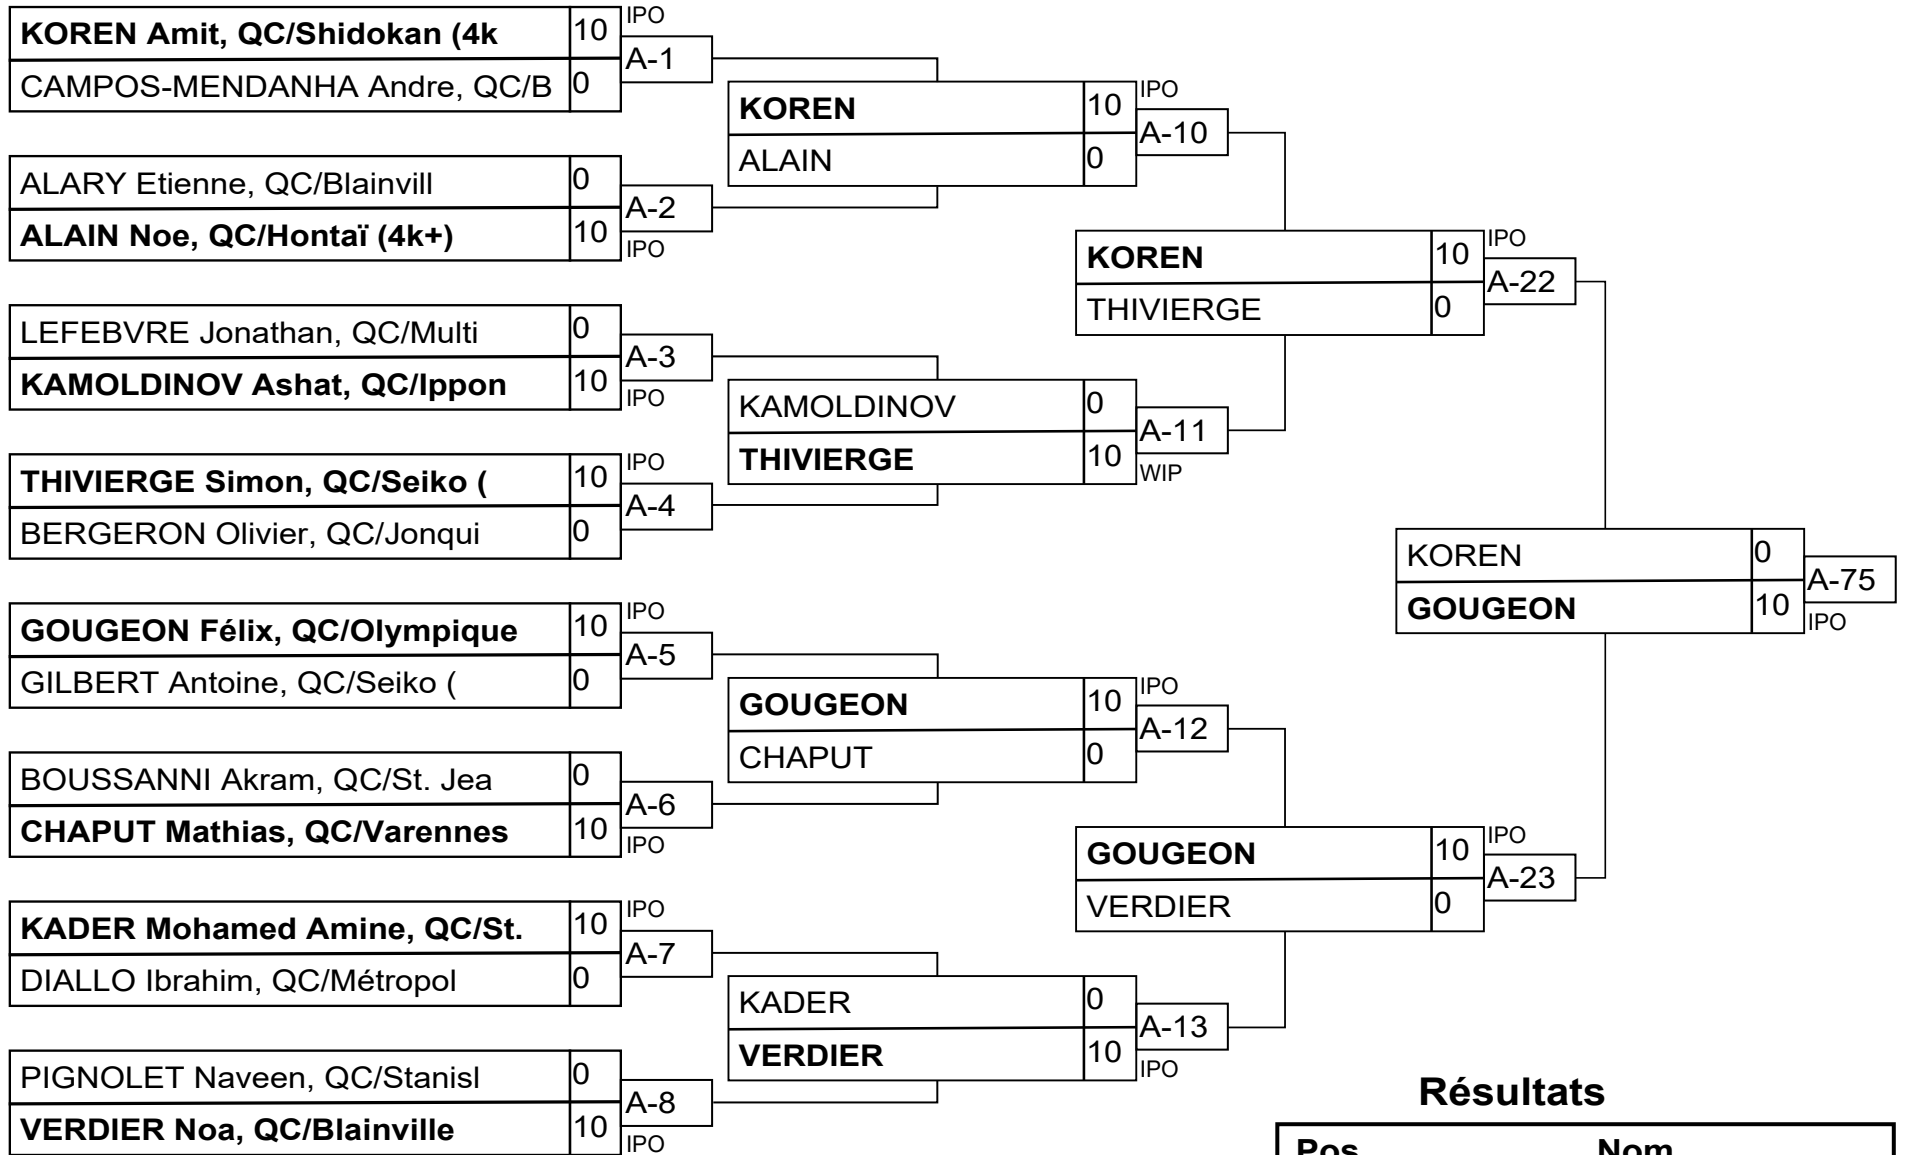 KOREN Amit, QC/Shidokan (4k 10 IPO
A-1
CAMPOS-MENDANHA Andre, QC/B 0
ALARY Etienne, QC/Blainvill 0
A-2
ALAIN Noe, QC/Hontaï (4k+) 10 IPO
LEFEBVRE Jonathan, QC/Multi 0
A-3
KAMOLDINOV Ashat, QC/Ippon 10 IPO
THIVIERGE Simon, QC/Seiko ( 10 IPO
A-4
BERGERON Olivier, QC/Jonqui 0
GOUGEON Félix, QC/Olympique 10 IPO
A-5
GILBERT Antoine, QC/Seiko ( 0
BOUSSANNI Akram, QC/St. Jea 0
A-6
CHAPUT Mathias, QC/Varennes 10 IPO
KADER Mohamed Amine, QC/St. 10 IPO
A-7
DIALLO Ibrahim, QC/Métropol 0
PIGNOLET Naveen, QC/Stanisl 0
A-8
VERDIER Noa, QC/Blainville 10 IPO
KOREN 10 IPO
A-10
ALAIN 0
KAMOLDINOV 0
A-11
THIVIERGE 10 WIP
GOUGEON 10 IPO
A-12
CHAPUT 0
KADER 0
A-13
VERDIER 10 IPO
KOREN 10 IPO
A-22
THIVIERGE 0
GOUGEON 10 IPO
A-23
VERDIER 0
KOREN 0
A-75
GOUGEON 10 IPO
Résultats
Pos Nom